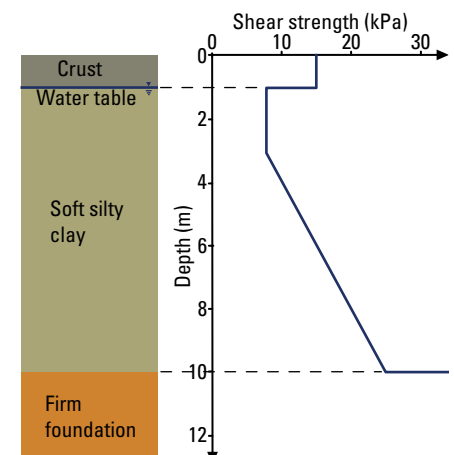 Shear strength (kPa)
0 10 20 30
Crust
Water table
Soft silty
clay
Firm
foundation
Depth (m)
0
2
4
6
8
10
12